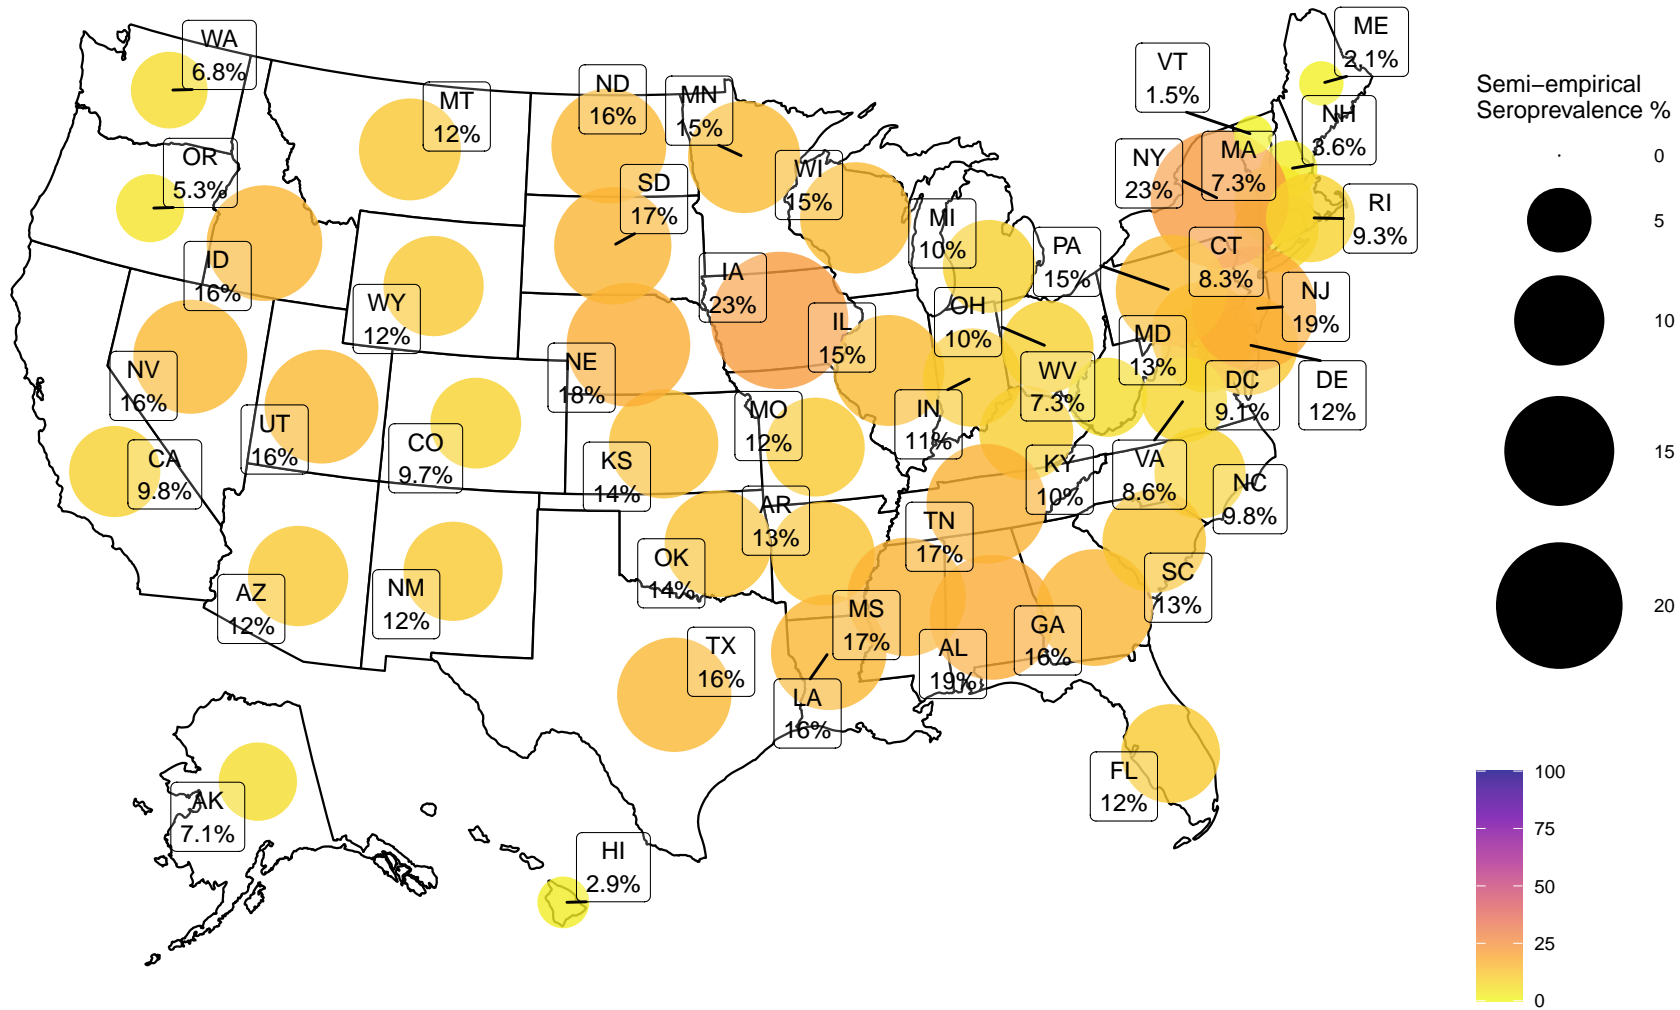 WA
6.8%
OR
5.3%
MT
12%
ND
16%
MN
15%
SD
17%
WI
15%
ID
16%
WY
12%
NV
16%
UT
16%
CA
9.8%
CO
9.7%
NE
18%
KS
14%
IA
23%
IL
15%
MO
12%
MI
10%
OH
10%
IN
11%
WV
7.3%
KY
10%
PA
15%
VT
1.5%
ME
2.1%
NH
3.6%
MA
7.3%
NY
23%
RI
9.3%
CT
8.3%
NJ
19%
MD
13%
DC
9.1%
DE
12%
VA
8.6%
NC
9.8%
SC
13%
TN
17%
AR
13%
OK
14%
AZ
12%
NM
12%
TX
16%
LA
16%
MS
17%
AL
19%
GA
16%
FL
12%
AK
7.1%
HI
2.9%
Semi−empirical
Seroprevalence %
0
5
10
15
20
100
75
50
25
0